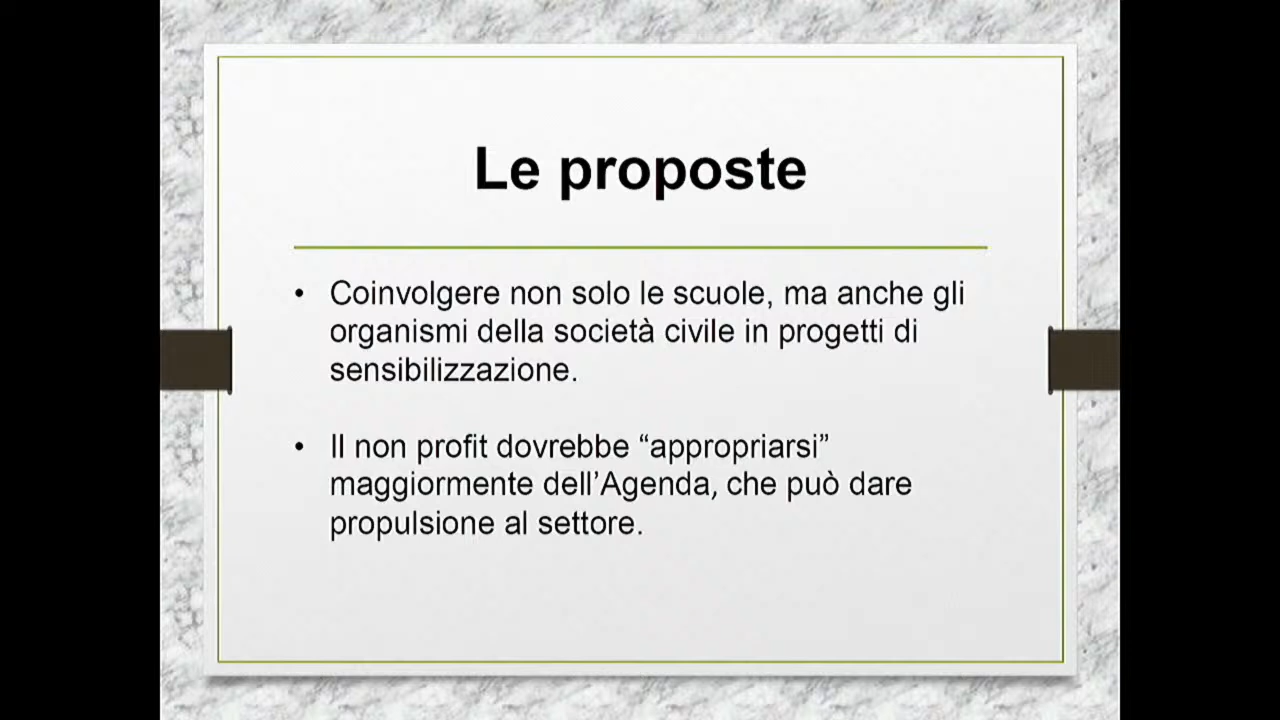 Le proposte
• Coinvolgere non solo le scuole, ma anche gli
organismi della società civile in progetti di
sensibilizzazione.
• Il non profit dovrebbe “appropriarsi”
maggiormente dell’Agenda, che può dare
propulsione al settore.